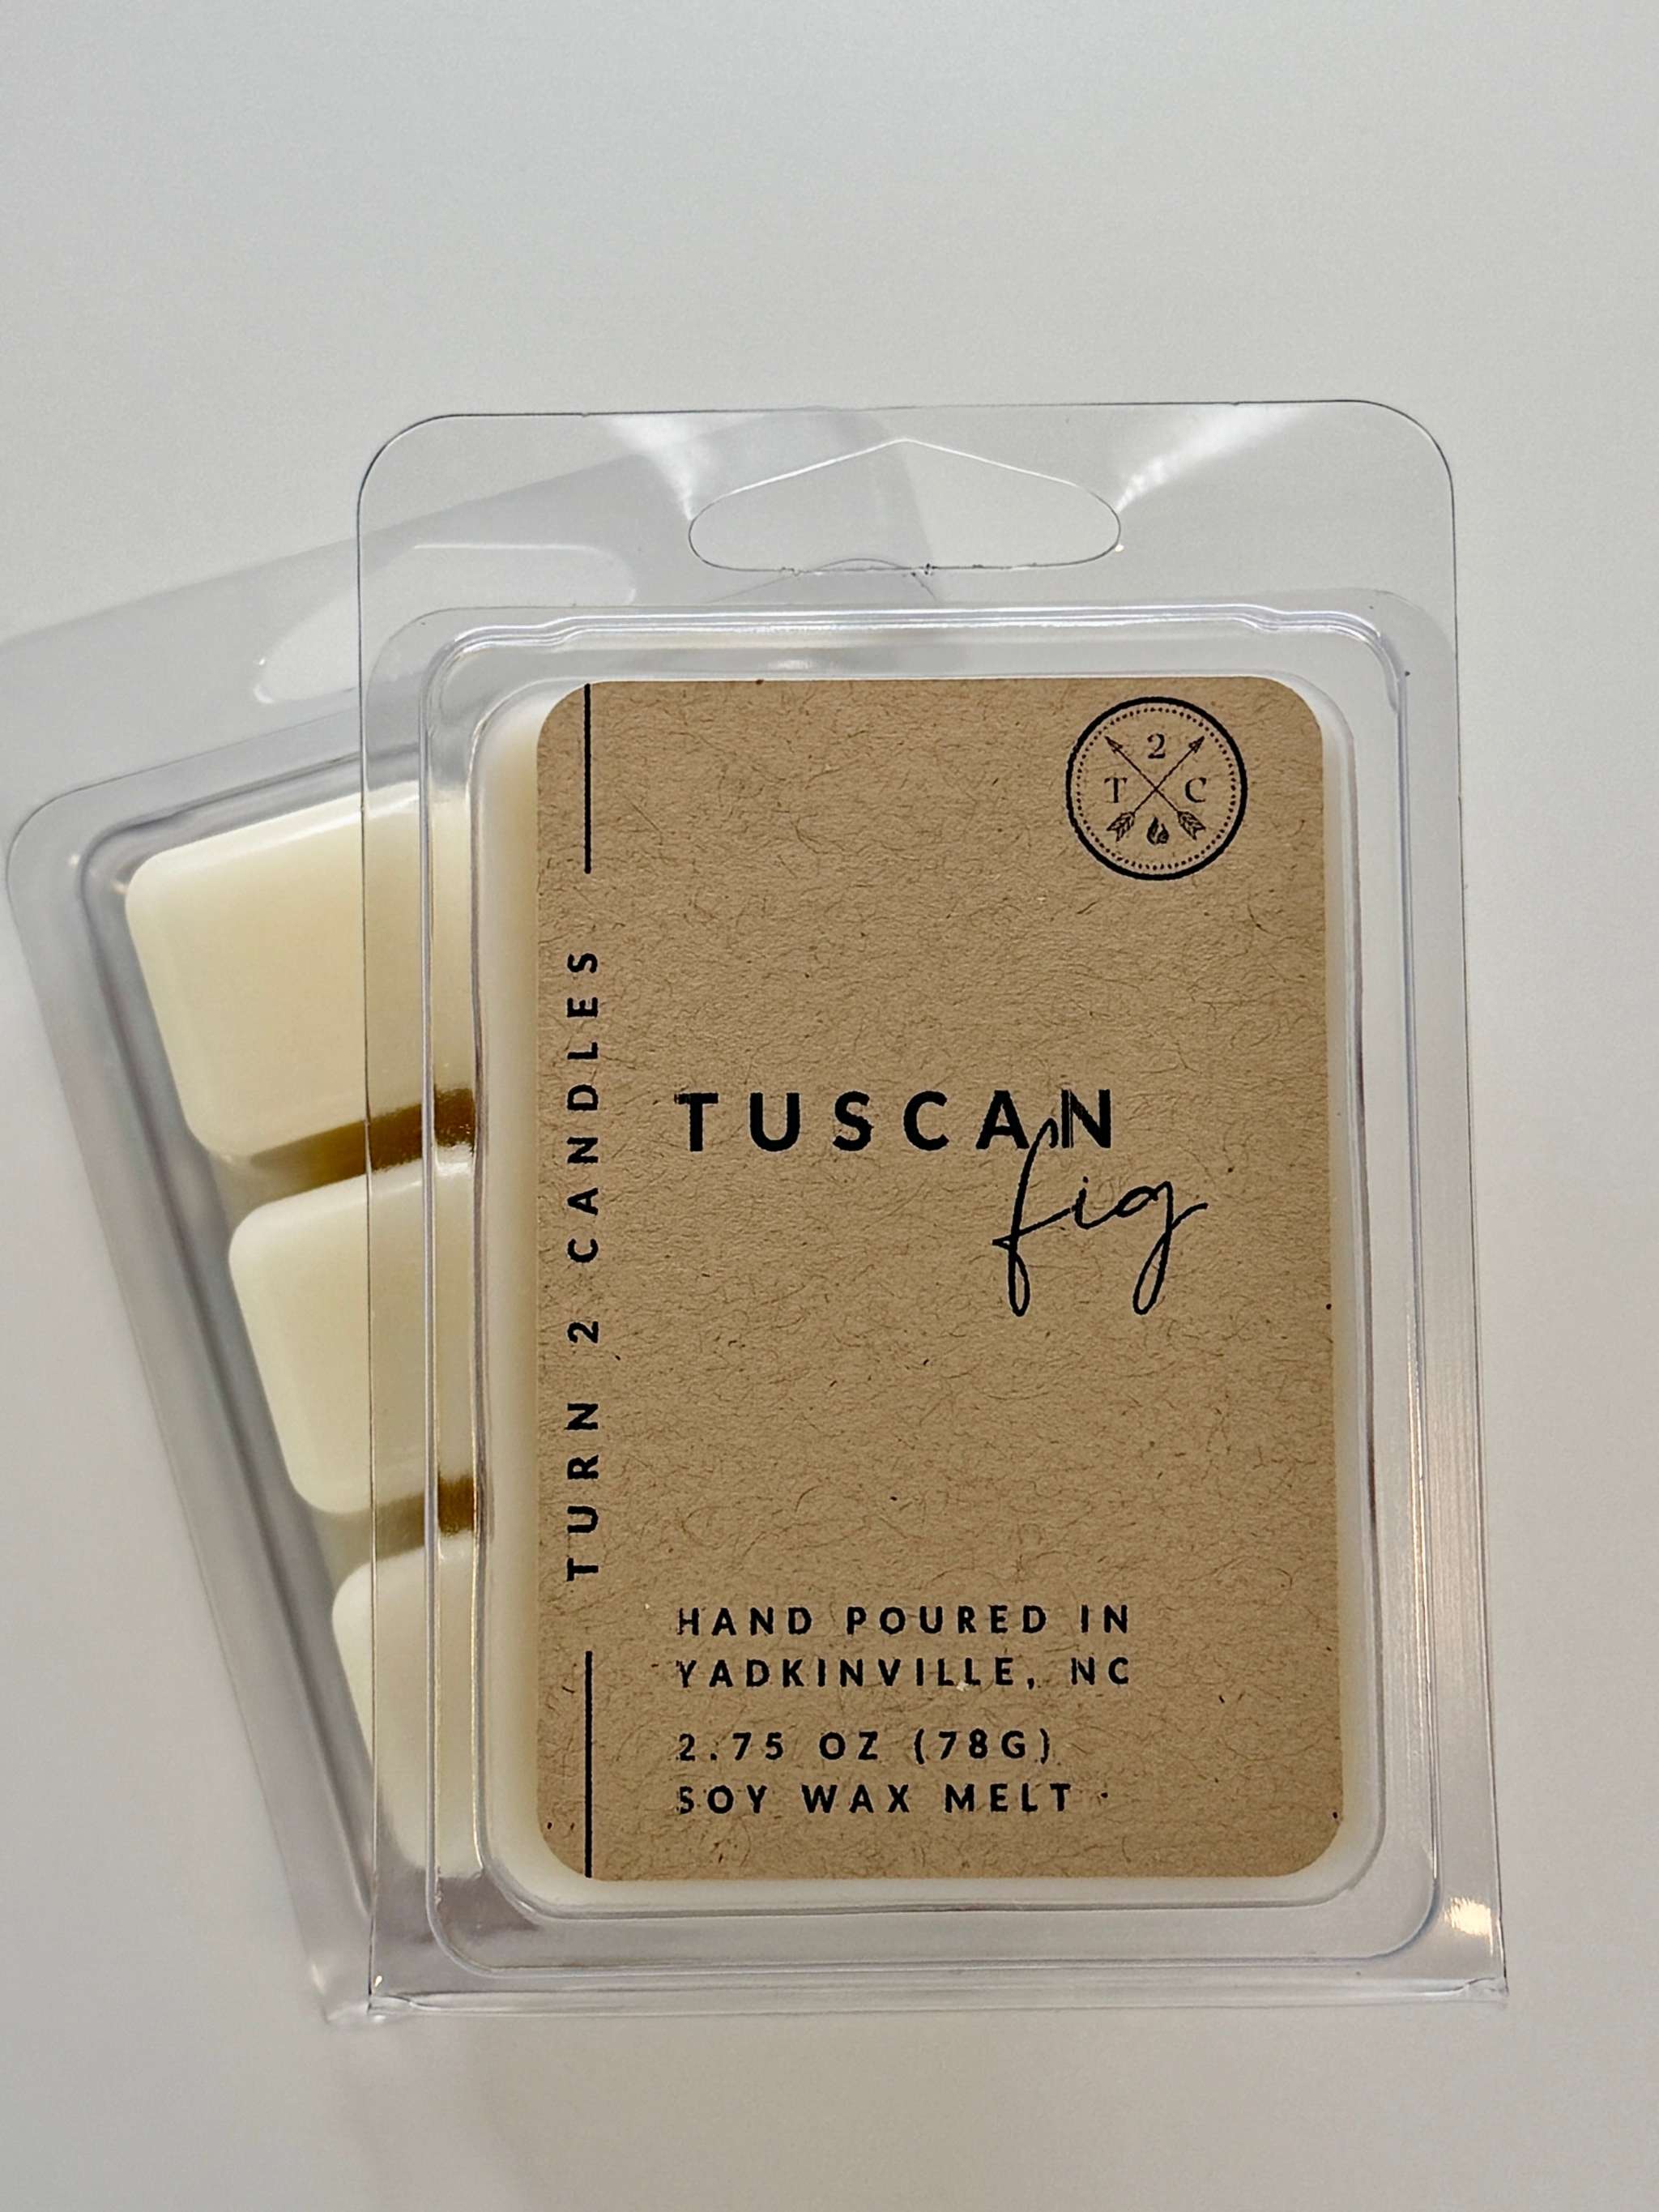 2
T C
TURN 2 CANDLES
TUSCAN
fig
HAND POURED IN
YADKINVILLE, NC
2.75 OZ (78G)
SOY WAX MELT